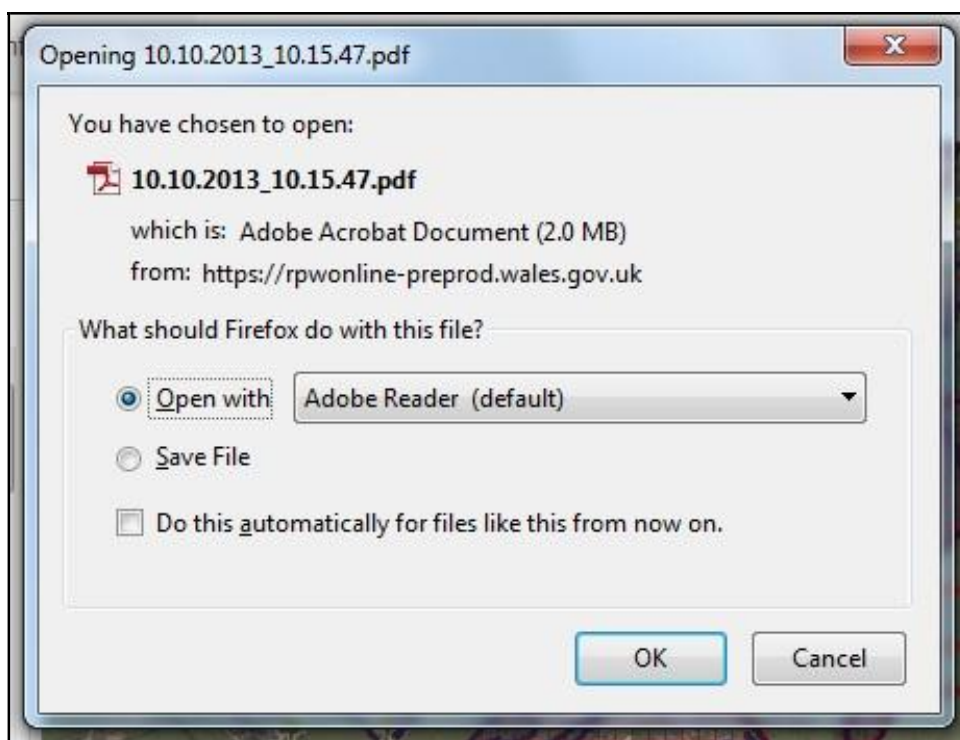 Opening 10.10.2013_10.15.47.pdf
You have chosen to open:
10.10.2013_10.15.47.pdf
which is: Adobe Acrobat Document (2.0 MB)
from: https://rpwonline-preprod.wales.gov.uk
What should Firefox do with this file?
Open with Adobe Reader (default)
Save File
Do this automatically for files like this from now on.
OK Cancel